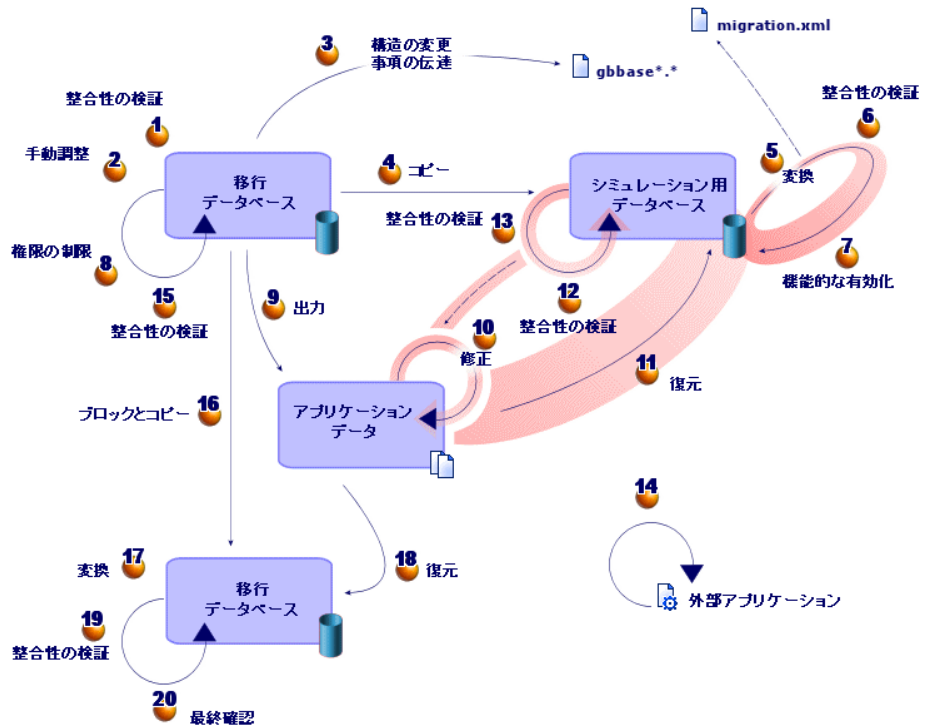 migration.xml
3
構造の変更
事項の伝達
gbbase*.*
整合性の検証
1
整合性の検証
6
手動調整
2
移行
データベース
4
コピー
シミュレーション用
データベース
5
変換
整合性の検証
13
権限の制限
8
7
機能的な有効化
15
整合性の検証
9
出力
12
整合性の検証
10
修正
11
復元
ブロックとコピー
16
アプリケーション
データ
14
変換
17
移行
データベース
18
復元
外部アプリケーション
19
整合性の検証
20
最終確認